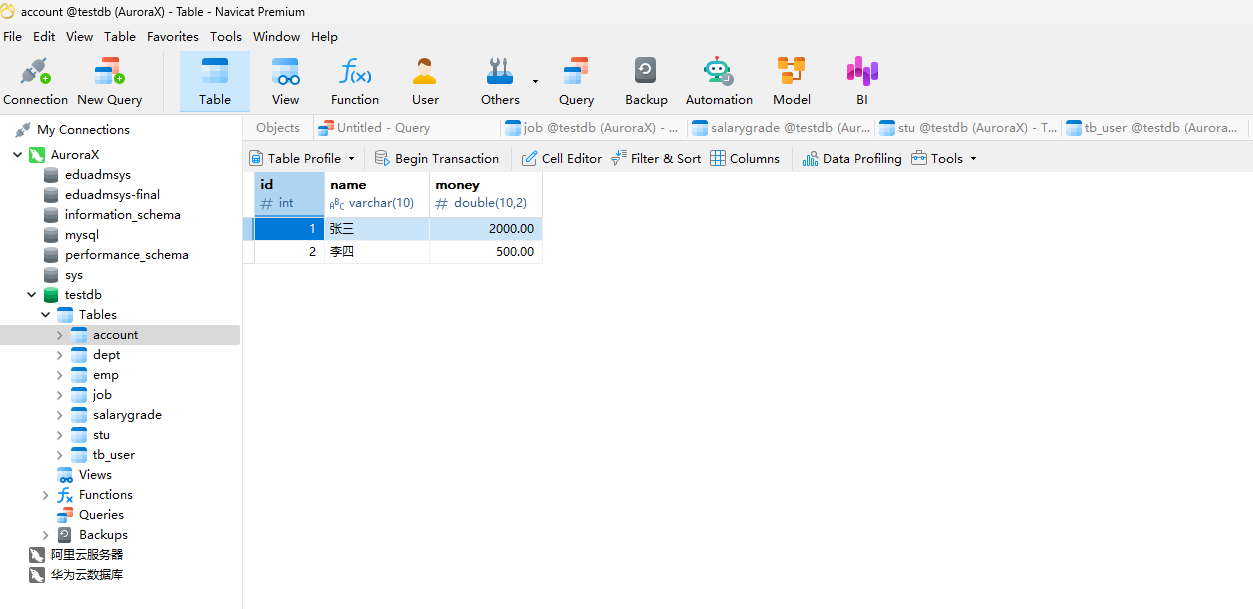 account @testdb (AuroraX) - Table - Navicat Premium
File Edit View Table Favorites Tools Window Help
Connection New Query Table View Function User Others Query Backup Automation Model BI
My Connections
AuroraX
eduadmsys
eduadmsys-final
information_schema
mysql
performance_schema
sys
testdb
Tables
account
dept
emp
job
salarygrade
stu
tb_user
Views
Functions
Queries
Backups
阿里云服务器
华为云数据库
Objects Untitled - Query job @testdb (AuroraX) - ... salarygrade @testdb (Aur... stu @testdb (AuroraX) - T... tb_user @testdb (Aurora...
Table Profile Begin Transaction Cell Editor Filter & Sort Columns Data Profiling Tools
id name money
# int ABC varchar(10) # double(10,2)
1 张三 2000.00
2 李四 500.00